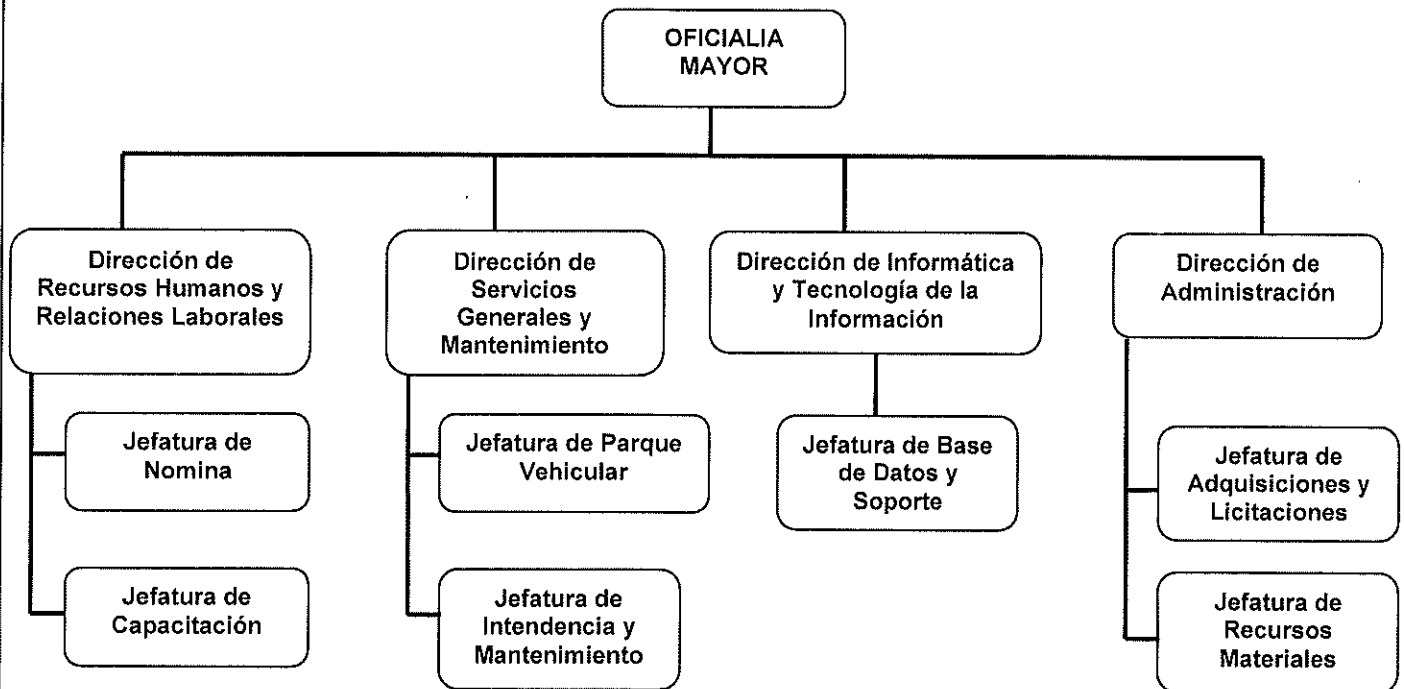 OFICIALIA
MAYOR
Dirección de
Recursos Humanos y
Relaciones Laborales
Dirección de
Servicios
Generales y
Mantenimiento
Dirección de Informática
y Tecnología de la
Información
Dirección de
Administración
Jefatura de
Nomina
Jefatura de Parque
Vehicular
Jefatura de Base
de Datos y
Soporte
Jefatura de
Adquisiciones y
Licitaciones
Jefatura de
Capacitación
Jefatura de
Intendencia y
Mantenimiento
Jefatura de
Recursos
Materiales